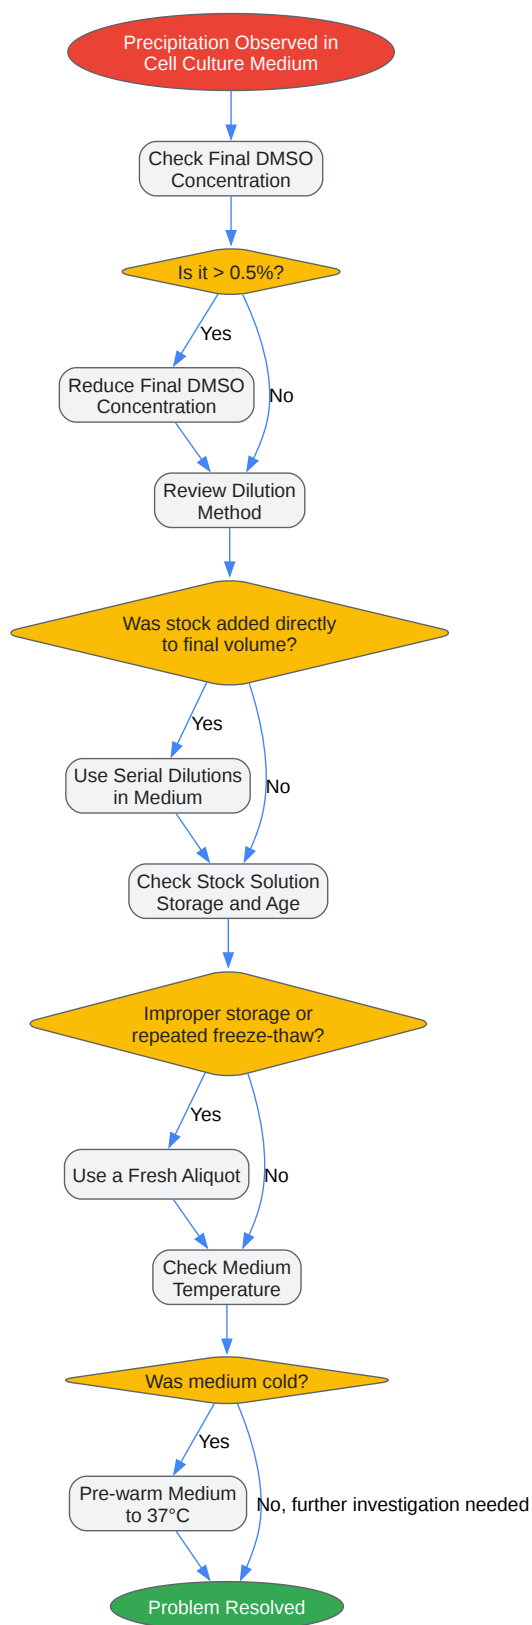 Precipitation Observed in
Cell Culture Medium
Check Final DMSO
Concentration
Is it > 0.5%?
Yes
Reduce Final DMSO
Concentration
No
Review Dilution
Method
Was stock added directly
to final volume?
Yes
Use Serial Dilutions
in Medium
No
Check Stock Solution
Storage and Age
Improper storage or
repeated freeze-thaw?
Yes
Use a Fresh Aliquot
No
Check Medium
Temperature
Was medium cold?
Yes
Pre-warm Medium
to 37°C
No, further investigation needed
Problem Resolved